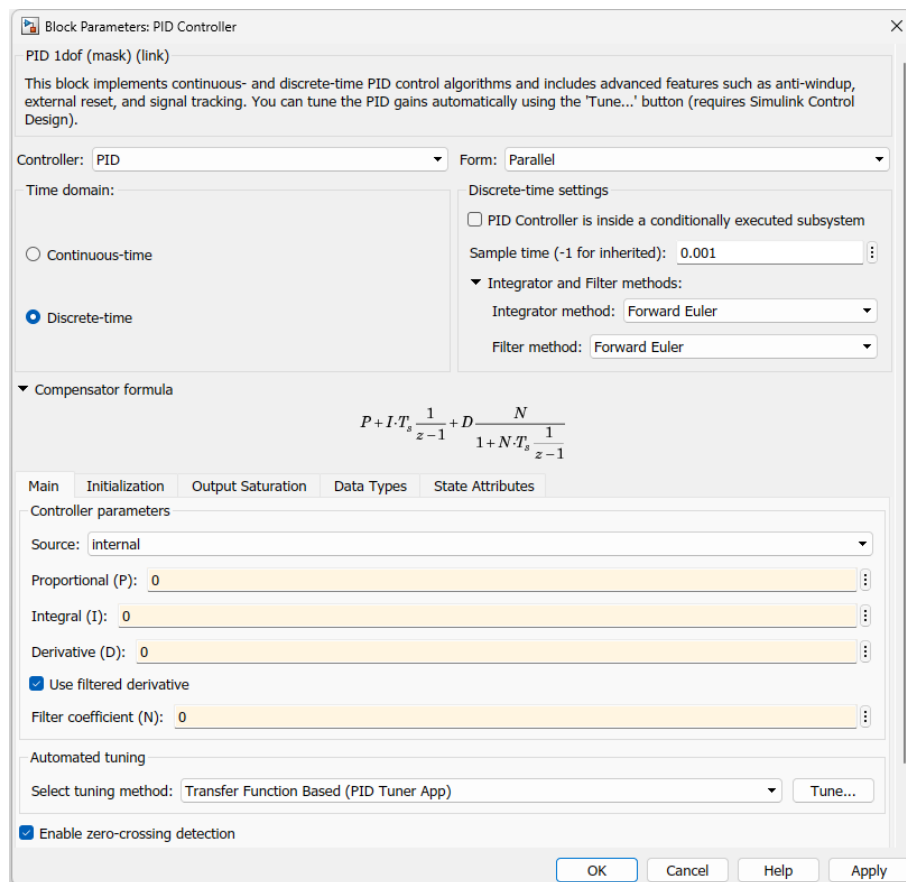 Block Parameters: PID Controller
PID 1dof (mask) (link)
This block implements continuous- and discrete-time PID control algorithms and includes advanced features such as anti-windup,
external reset, and signal tracking. You can tune the PID gains automatically using the 'Tune...' button (requires Simulink Control
Design).
Controller: PID
Form: Parallel
Time domain:
Continuous-time
Discrete-time
Discrete-time settings
PID Controller is inside a conditionally executed subsystem
Sample time (-1 for inherited): 0.001
Integrator and Filter methods:
Integrator method: Forward Euler
Filter method: Forward Euler
Compensator formula
P + I·T_s 1/(z−1) + D N/(1 + N·T_s 1/(z−1))
Main Initialization Output Saturation Data Types State Attributes
Controller parameters
Source: internal
Proportional (P): 0
Integral (I): 0
Derivative (D): 0
Use filtered derivative
Filter coefficient (N): 0
Automated tuning
Select tuning method: Transfer Function Based (PID Tuner App) Tune...
Enable zero-crossing detection
OK Cancel Help Apply